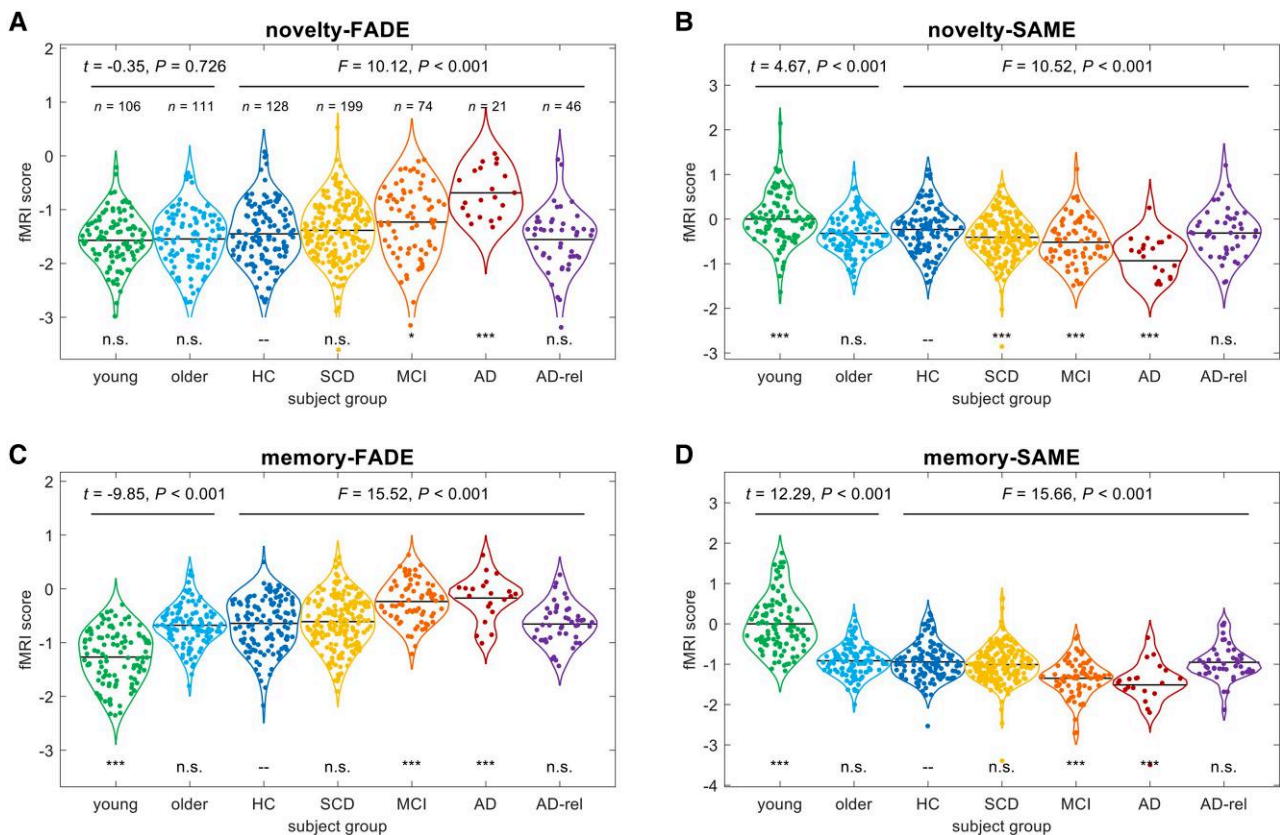 A
novelty-FADE
2
1
0
-1
-2
-3
fMRI score
t = -0.35, P = 0.726
F = 10.12, P < 0.001
n = 106 n = 111 n = 128 n = 199 n = 74 n = 21 n = 46
n.s. n.s. -- n.s. * *** n.s.
young older HC SCD MCI AD AD-rel
subject group
B
novelty-SAME
3
2
1
0
-1
-2
-3
fMRI score
t = 4.67, P < 0.001
F = 10.52, P < 0.001
*** n.s. -- *** *** *** n.s.
young older HC SCD MCI AD AD-rel
subject group
C
memory-FADE
2
1
0
-1
-2
-3
fMRI score
t = -9.85, P < 0.001
F = 15.52, P < 0.001
*** n.s. -- n.s. *** *** n.s.
young older HC SCD MCI AD AD-rel
subject group
D
memory-SAME
3
2
1
0
-1
-2
-3
-4
fMRI score
t = 12.29, P < 0.001
F = 15.66, P < 0.001
*** n.s. -- n.s. *** *** n.s.
young older HC SCD MCI AD AD-rel
subject group